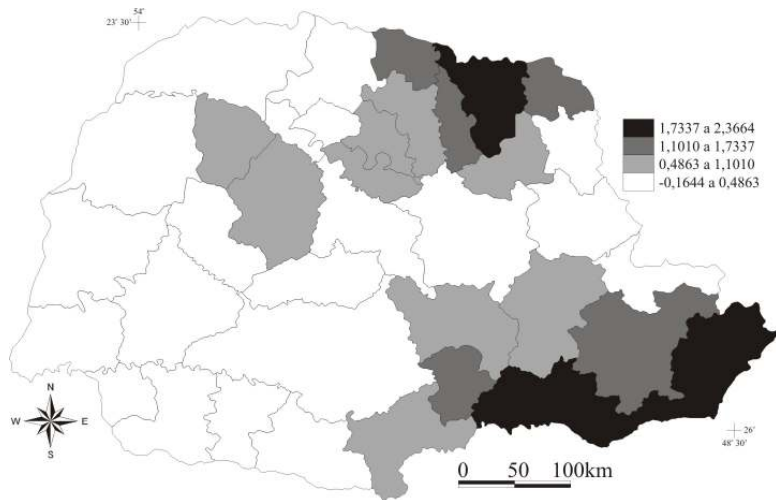 54'
23 30'
1,7337 a 2,3664
1,1010 a 1,7337
0,4863 a 1,1010
-0,1644 a 0,4863
N
W E
S
26'
48 30'
0 50 100km